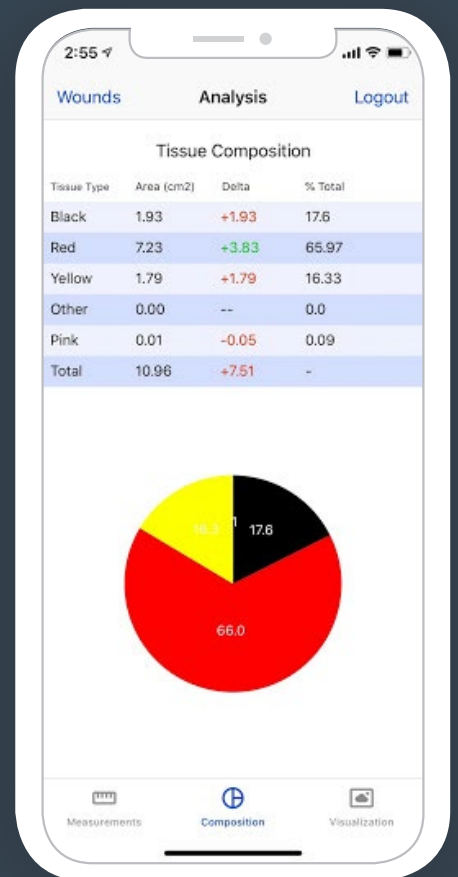 2:55
Wounds Analysis Logout
Tissue Composition
Tissue Type Area (cm2) Delta % Total
Black 1.93 +1.93 17.6
Red 7.23 +3.83 65.97
Yellow 1.79 +1.79 16.33
Other 0.00 -- 0.0
Pink 0.01 -0.05 0.09
Total 10.96 +7.51 -
16.3 17.6
66.0
Measurements Composition Visualization